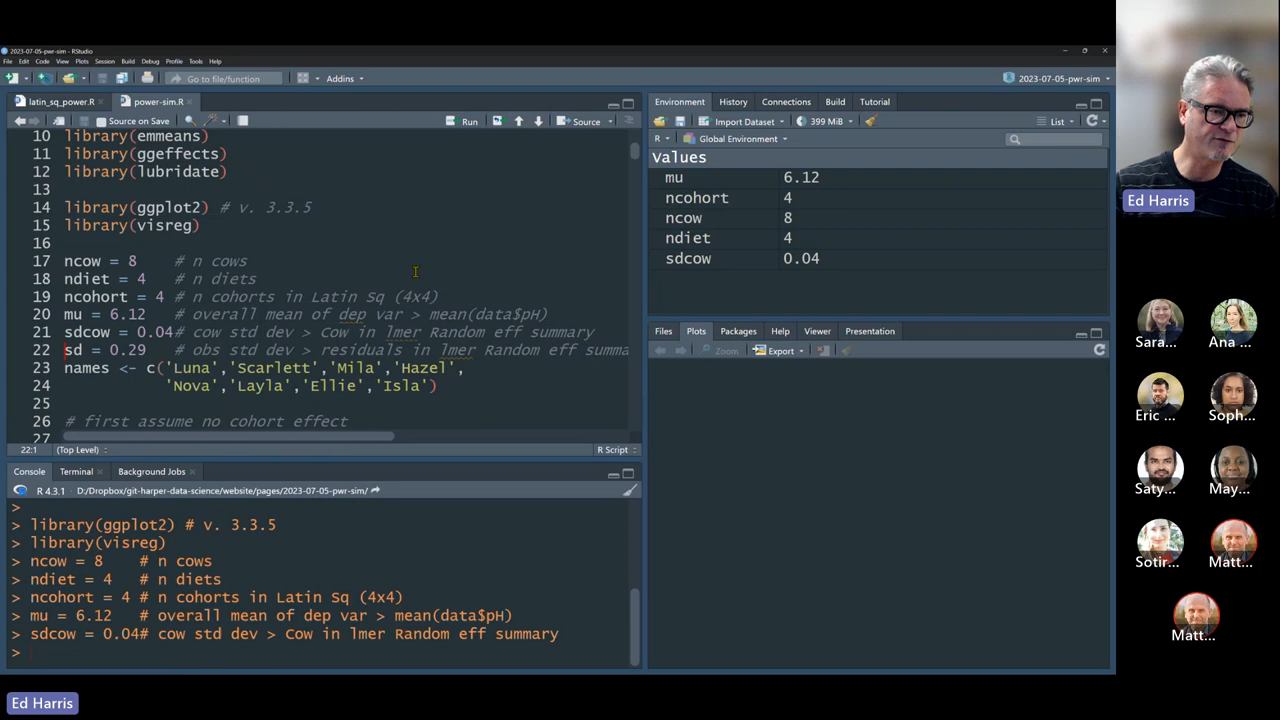 2023-07-05-pwr-sim - RStudio
File Edit Code View Plots Session Build Debug Profile Tools Help
Go to file/function
Addins
2023-07-05-pwr-sim
latin_sq_power.R
power-sim.R
Source on Save
Run
Source
10 library(emmeans)
11 library(ggeffects)
12 library(lubridate)
13
14 library(ggplot2) # v. 3.3.5
15 library(visreg)
16
17 ncow = 8 # n cows
18 ndiet = 4 # n diets
19 ncohort = 4 # n cohorts in Latin Sq (4x4)
20 mu = 6.12 # overall mean of dep var > mean(data$pH)
21 sdcow = 0.04# cow std dev > Cow in lmer Random eff summary
22 sd = 0.29 # obs std dev > residuals in lmer Random eff summa
23 names <- c('Luna','Scarlett','Mila','Hazel',
24 'Nova','Layla','Ellie','Isla')
25
26 # first assume no cohort effect
27
22:1 (Top Level) R Script
Console Terminal Background Jobs
R 4.3.1 · D:/Dropbox/git-harper-data-science/website/pages/2023-07-05-pwr-sim/
>
> library(ggplot2) # v. 3.3.5
> library(visreg)
> ncow = 8 # n cows
> ndiet = 4 # n diets
> ncohort = 4 # n cohorts in Latin Sq (4x4)
> mu = 6.12 # overall mean of dep var > mean(data$pH)
> sdcow = 0.04# cow std dev > Cow in lmer Random eff summary
>
Environment History Connections Build Tutorial
Import Dataset 399 MiB List
R Global Environment
Values
mu 6.12
ncohort 4
ncow 8
ndiet 4
sdcow 0.04
Files Plots Packages Help Viewer Presentation
Zoom Export
Ed Harris
Sara... Ana ...
Eric ... Soph...
Saty... May...
Sotir... Matt...
Matt...
Ed Harris